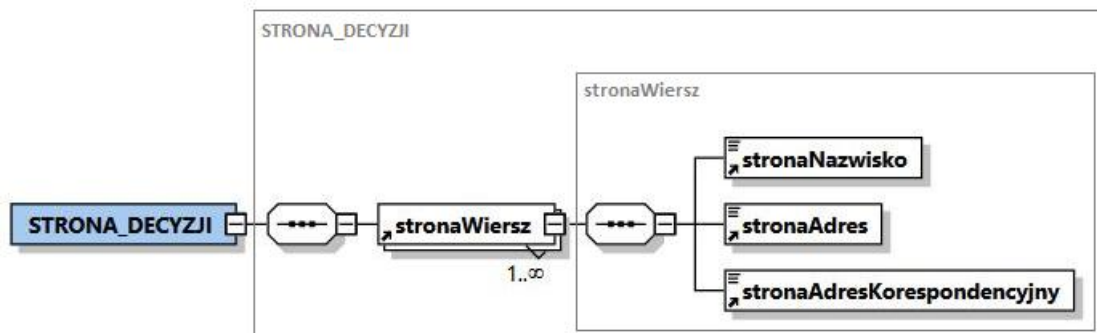 STRONA_DECYZJI
stronaWiersz
stronaNazwisko
STRONA_DECYZJI
stronaWiersz
stronaAdres
1..∞
stronaAdresKorespondencyjny